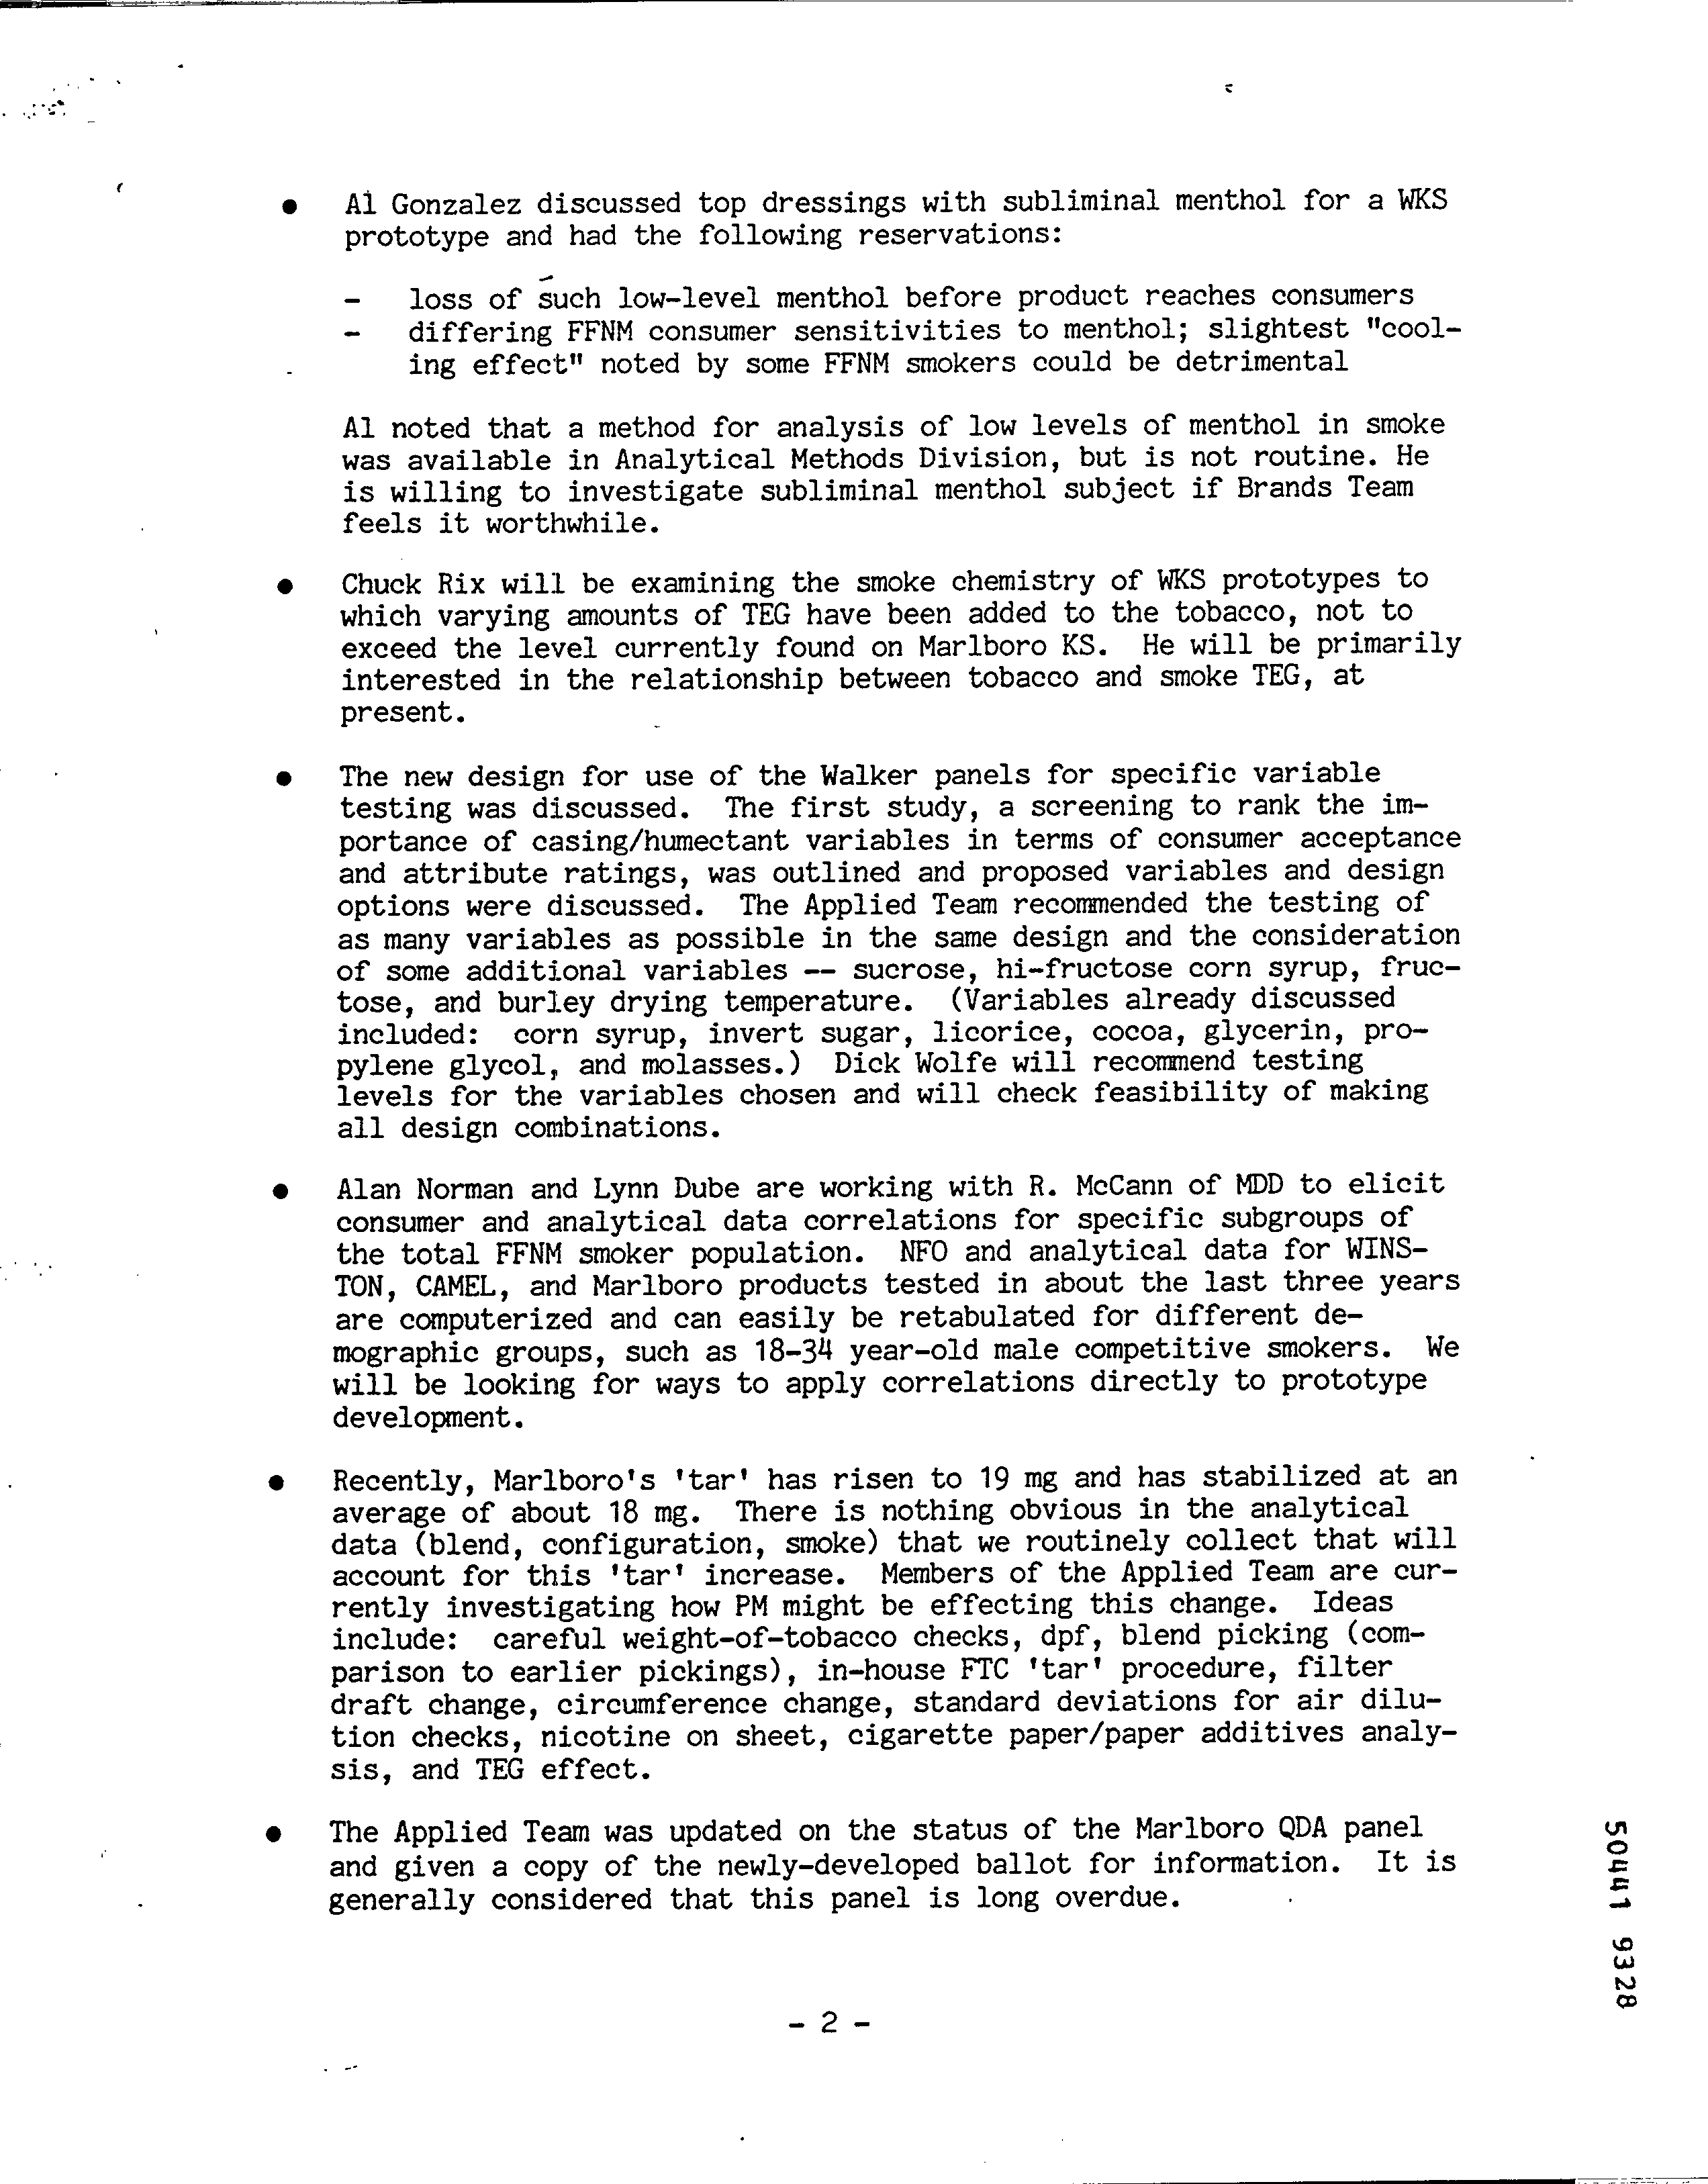 ● Al Gonzalez discussed top dressings with subliminal menthol for a WKS
prototype and had the following reservations:
- loss of such low-level menthol before product reaches consumers
- differing FFNM consumer sensitivities to menthol; slightest "cool-
ing effect" noted by some FFNM smokers could be detrimental
Al noted that a method for analysis of low levels of menthol in smoke
was available in Analytical Methods Division, but is not routine. He
is willing to investigate subliminal menthol subject if Brands Team
feels it worthwhile.
● Chuck Rix will be examining the smoke chemistry of WKS prototypes to
which varying amounts of TEG have been added to the tobacco, not to
exceed the level currently found on Marlboro KS. He will be primarily
interested in the relationship between tobacco and smoke TEG, at
present.
● The new design for use of the Walker panels for specific variable
testing was discussed. The first study, a screening to rank the im-
portance of casing/humectant variables in terms of consumer acceptance
and attribute ratings, was outlined and proposed variables and design
options were discussed. The Applied Team recommended the testing of
as many variables as possible in the same design and the consideration
of some additional variables -- sucrose, hi-fructose corn syrup, fruc-
tose, and burley drying temperature. (Variables already discussed
included: corn syrup, invert sugar, licorice, cocoa, glycerin, pro-
pylene glycol, and molasses.) Dick Wolfe will recommend testing
levels for the variables chosen and will check feasibility of making
all design combinations.
● Alan Norman and Lynn Dube are working with R. McCann of MDD to elicit
consumer and analytical data correlations for specific subgroups of
the total FFNM smoker population. NFO and analytical data for WINS-
TON, CAMEL, and Marlboro products tested in about the last three years
are computerized and can easily be retabulated for different de-
mographic groups, such as 18-34 year-old male competitive smokers. We
will be looking for ways to apply correlations directly to prototype
development.
● Recently, Marlboro's 'tar' has risen to 19 mg and has stabilized at an
average of about 18 mg. There is nothing obvious in the analytical
data (blend, configuration, smoke) that we routinely collect that will
account for this 'tar' increase. Members of the Applied Team are cur-
rently investigating how PM might be effecting this change. Ideas
include: careful weight-of-tobacco checks, dpf, blend picking (com-
parison to earlier pickings), in-house FTC 'tar' procedure, filter
draft change, circumference change, standard deviations for air dilu-
tion checks, nicotine on sheet, cigarette paper/paper additives analy-
sis, and TEG effect.
● The Applied Team was updated on the status of the Marlboro QDA panel
and given a copy of the newly-developed ballot for information. It is
generally considered that this panel is long overdue.
50441 9328
- 2 -